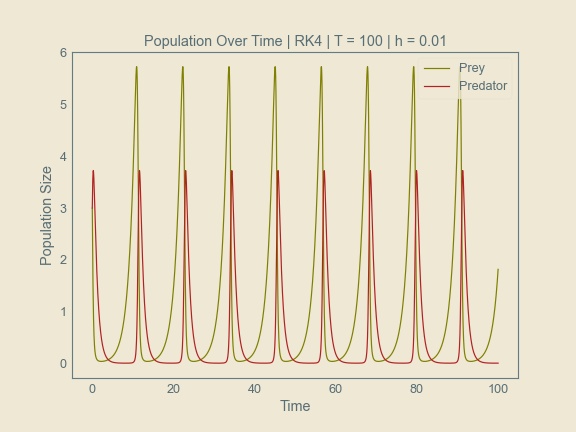 Population Over Time | RK4 | T = 100 | h = 0.01
6
5
4
3
2
1
0
Population Size
Prey
Predator
0 20 40 60 80 100
Time